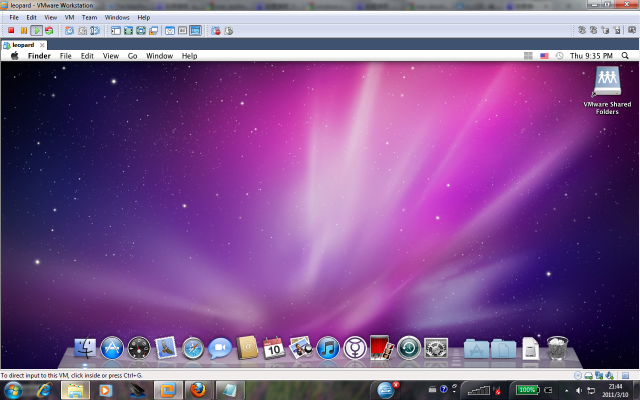 leopard - VMware Workstation
File Edit View VM Team Windows Help
leopard
Finder File Edit View Go Window Help Thu 9:35 PM
VMware Shared
Folders
10
To direct input to this VM, click inside or press Ctrl+G.
100%
21:44
2011/3/10